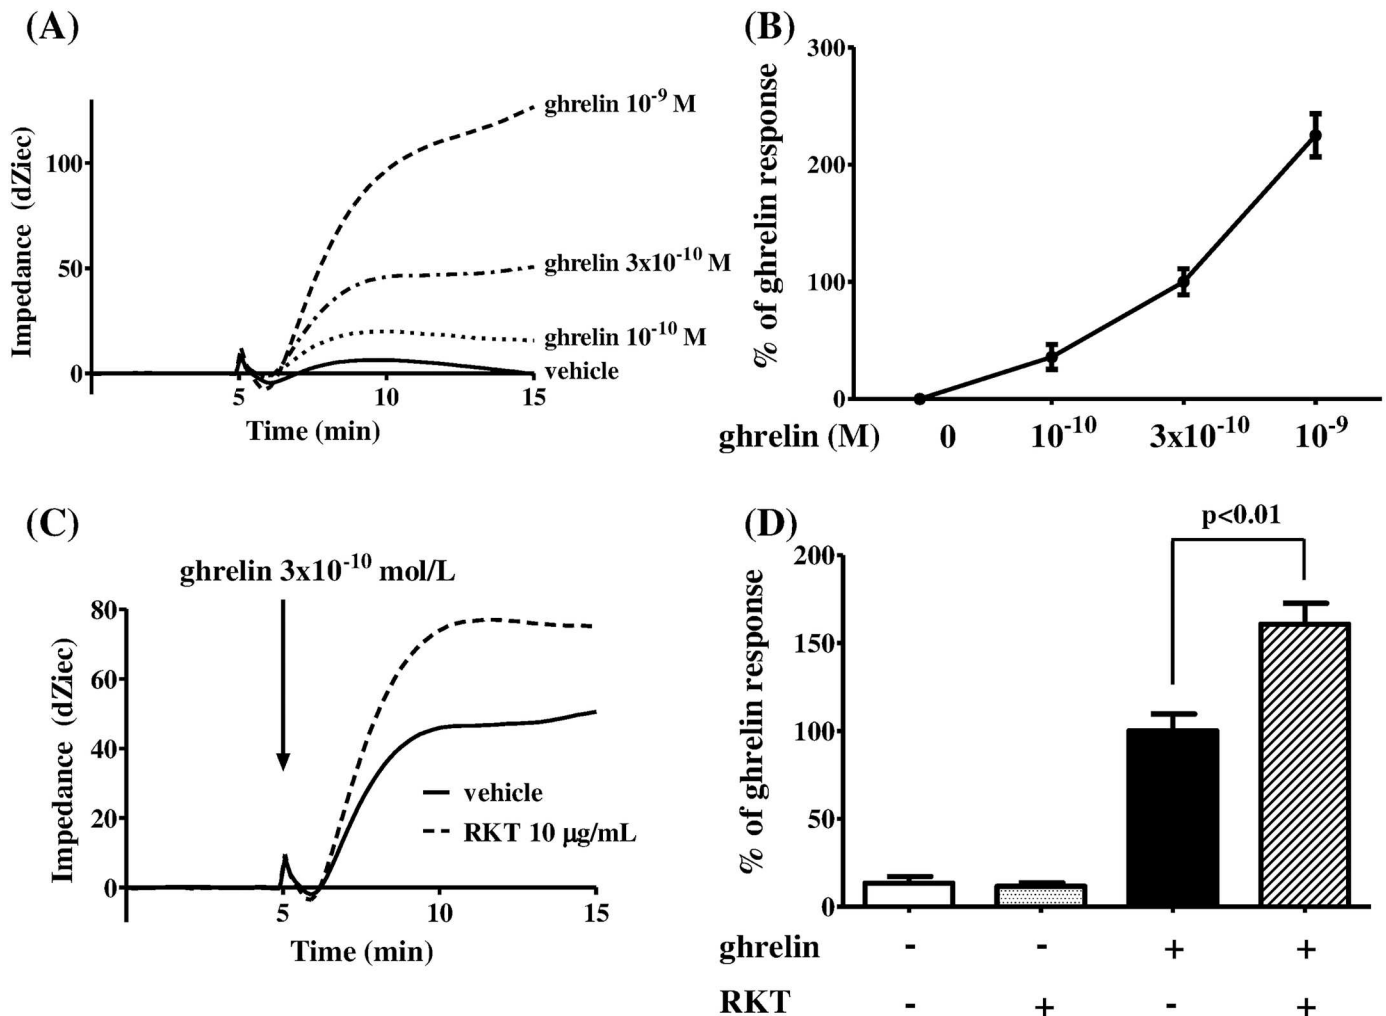 (A)
Impedance (dZiec)
100
50
0
5
10
15
Time (min)
ghrelin 10⁻⁹ M
ghrelin 3x10⁻¹⁰ M
ghrelin 10⁻¹⁰ M
vehicle
(B)
% of ghrelin response
300
200
100
0
ghrelin (M) 0 10⁻¹⁰ 3x10⁻¹⁰ 10⁻⁹
(C)
ghrelin 3x10⁻¹⁰ mol/L
Impedance (dZiec)
80
60
40
20
0
5
10
15
Time (min)
vehicle
RKT 10 µg/mL
(D)
p<0.01
% of ghrelin response
200
150
100
50
0
ghrelin - - + +
RKT - + - +